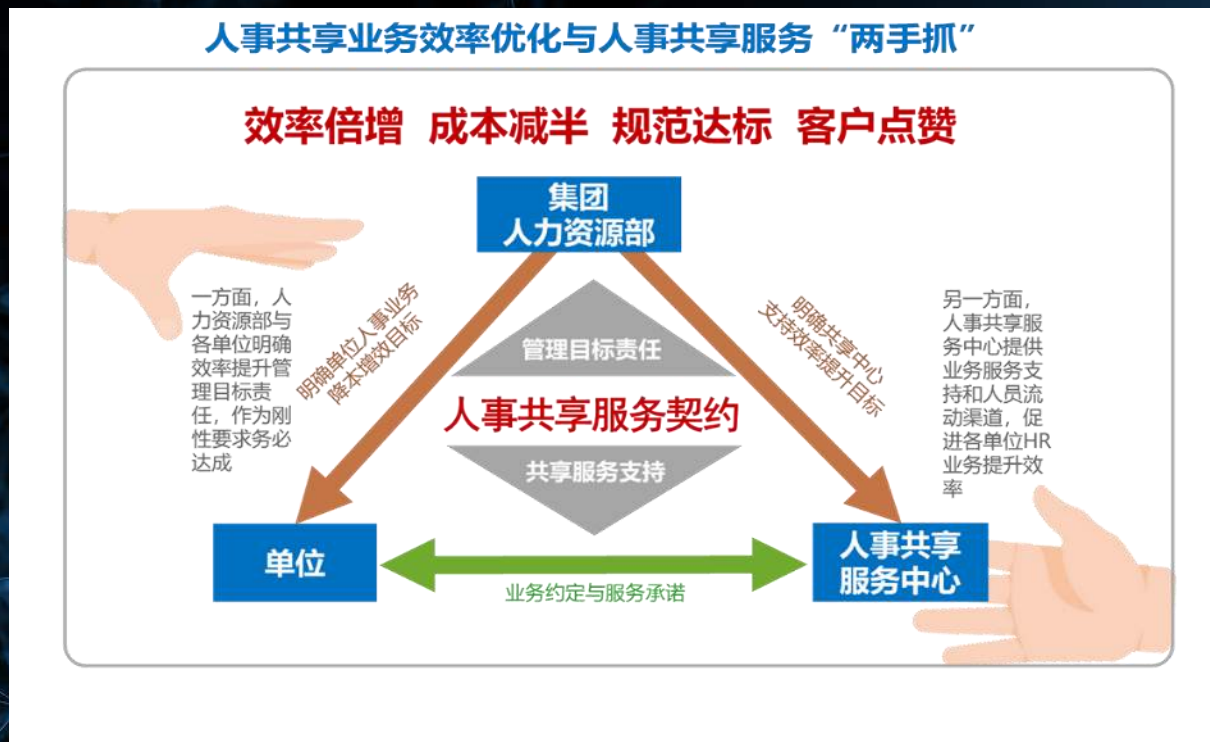 人事共享业务效率优化与人事共享服务“两手抓”
效率倍增 成本减半 规范达标 客户点赞
集团
人力资源部
一方面，人
力资源部与
各单位明确
效率提升管
理目标责
任，作为刚
性要求务必
达成
明确单位人事业务
降本增效目标
管理目标责任
人事共享服务契约
共享服务支持
明确共享中心
支持效率提升目标
另一方面，
人事共享服
务中心提供
业务服务支
持和人员流
动渠道，促
进各单位HR
业务提升效
率
单位
业务约定与服务承诺
人事共享
服务中心